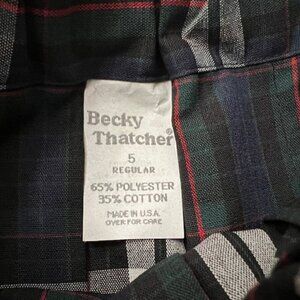 Becky
Thatcher®
5
REGULAR
65% POLYESTER
35% COTTON
MADE IN U.S.A.
OVER FOR CARE